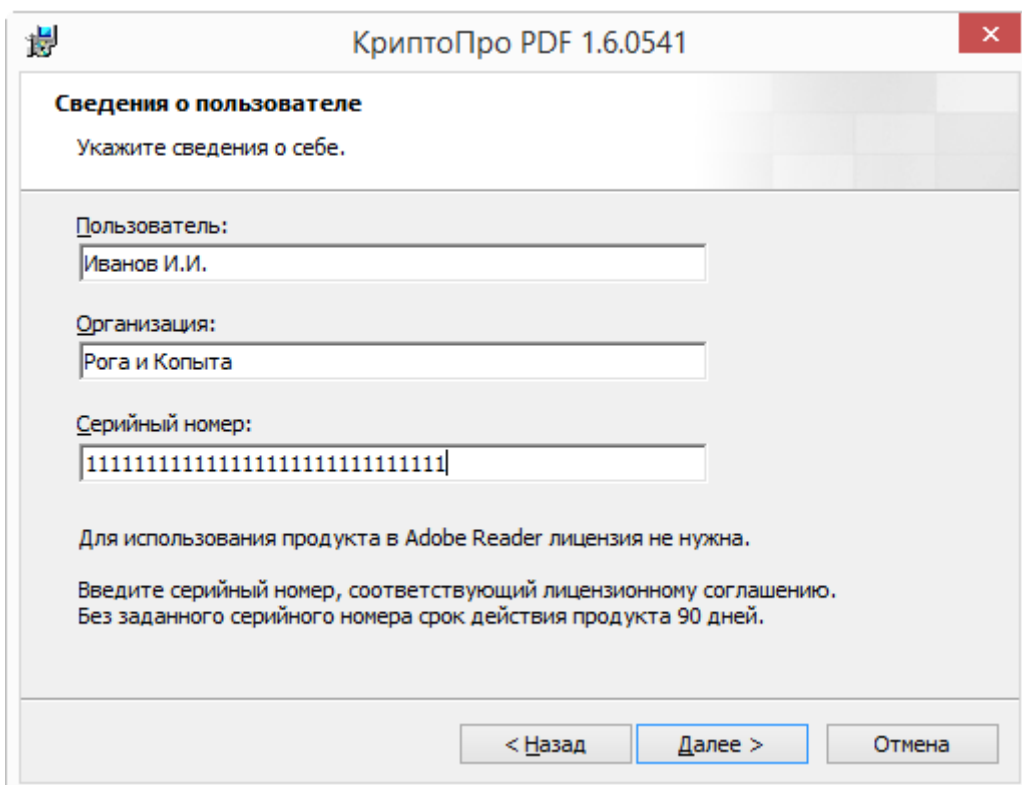 КриптоПро PDF 1.6.0541
Сведения о пользователе
Укажите сведения о себе.
Пользователь:
Иванов И.И.
Организация:
Рога и Копыта
Серийный номер:
111111111111111111111111111111
Для использования продукта в Adobe Reader лицензия не нужна.
Введите серийный номер, соответствующий лицензионному соглашению.
Без заданного серийного номера срок действия продукта 90 дней.
< Назад Далее > Отмена